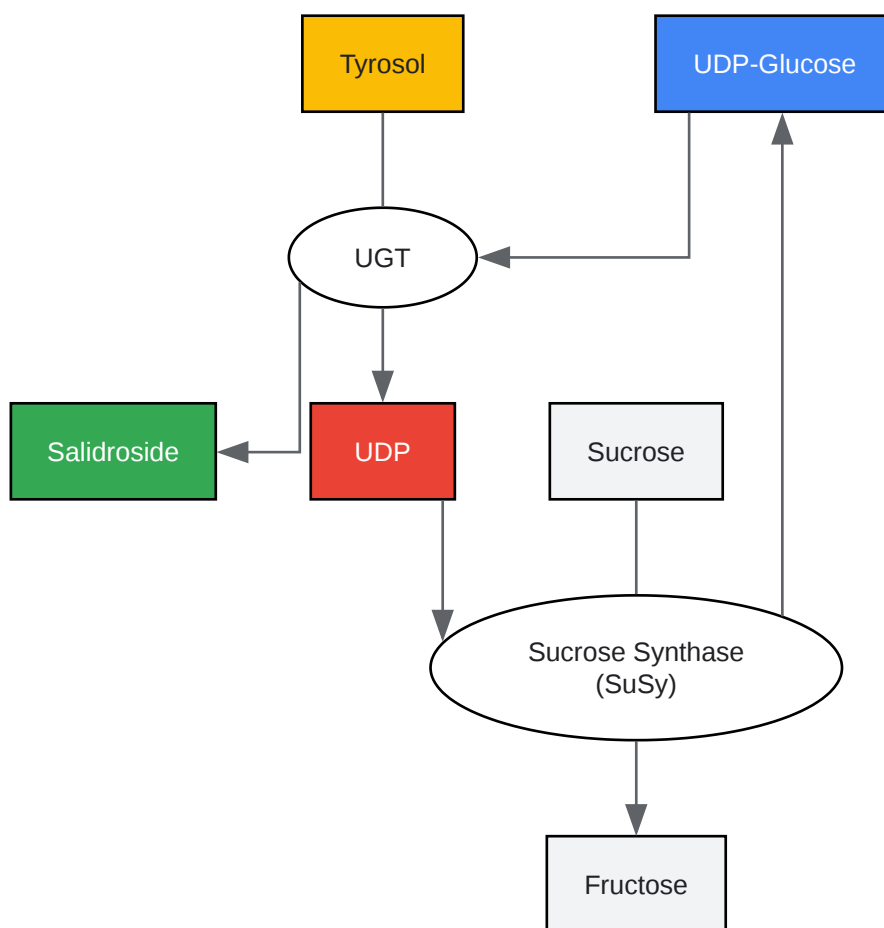 Tyrosol
UDP-Glucose
UGT
Salidroside
UDP
Sucrose
Sucrose Synthase
(SuSy)
Fructose